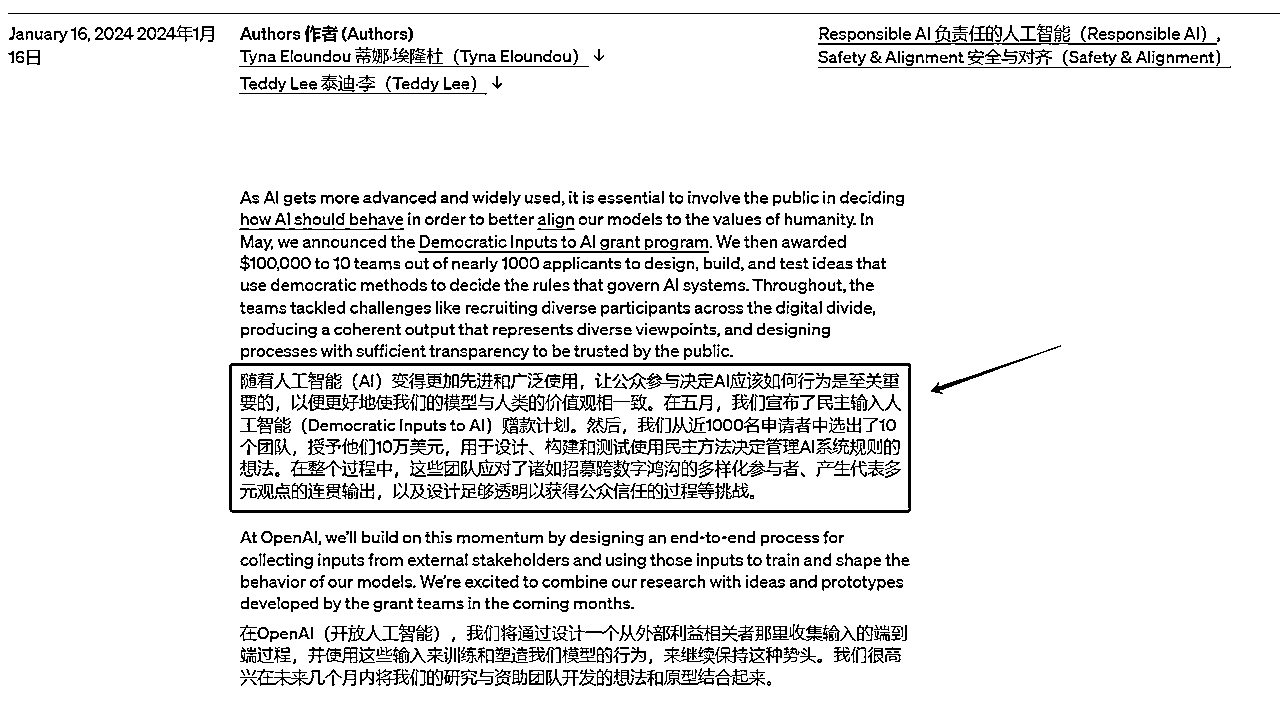 January 16, 2024 2024年1月
16日
Authors 作者 (Authors)
Tyna Eloundou 蒂娜·埃隆杜（Tyna Eloundou） ↓
Teddy Lee 泰迪·李（Teddy Lee） ↓
Responsible AI 负责任的人工智能（Responsible AI）,
Safety & Alignment 安全与对齐（Safety & Alignment）
As AI gets more advanced and widely used, it is essential to involve the public in deciding
how AI should behave in order to better align our models to the values of humanity. In
May, we announced the Democratic Inputs to AI grant program. We then awarded
$100,000 to 10 teams out of nearly 1000 applicants to design, build, and test ideas that
use democratic methods to decide the rules that govern AI systems. Throughout, the
teams tackled challenges like recruiting diverse participants across the digital divide,
producing a coherent output that represents diverse viewpoints, and designing
processes with sufficient transparency to be trusted by the public.
随着人工智能（AI）变得更加先进和广泛使用，让公众参与决定AI应该如何行为是至关重
要的，以便更好地使我们的模型与人类的价值观相一致。在五月，我们宣布了民主输入人
工智能（Democratic Inputs to AI）赠款计划。然后，我们从近1000名申请者中选出了10
个团队，授予他们10万美元，用于设计、构建和测试使用民主方法决定管理AI系统规则的
想法。在整个过程中，这些团队应对了诸如招募跨数字鸿沟的多样化参与者、产生代表多
元观点的连贯输出，以及设计足够透明以获得公众信任的过程等挑战。
At OpenAI, we'll build on this momentum by designing an end-to-end process for
collecting inputs from external stakeholders and using those inputs to train and shape the
behavior of our models. We're excited to combine our research with ideas and prototypes
developed by the grant teams in the coming months.
在OpenAI（开放人工智能），我们将通过设计一个从外部利益相关者那里收集输入的端到
端过程，并使用这些输入来训练和塑造我们模型的行为，来继续保持这种势头。我们很高
兴在未来几个月内将我们的研究与资助团队开发的想法和原型结合起来。